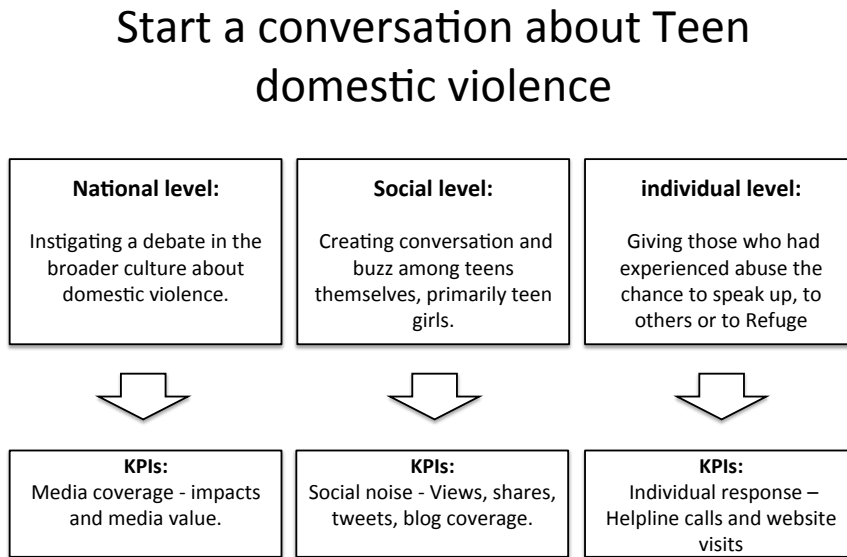 Start a conversation about Teen
domestic violence
National level:
Instigating a debate in the
broader culture about
domestic violence.
Social level:
Creating conversation and
buzz among teens
themselves, primarily teen
girls.
individual level:
Giving those who had
experienced abuse the
chance to speak up, to
others or to Refuge
KPIs:
Media coverage - impacts
and media value.
KPIs:
Social noise - Views, shares,
tweets, blog coverage.
KPIs:
Individual response –
Helpline calls and website
visits